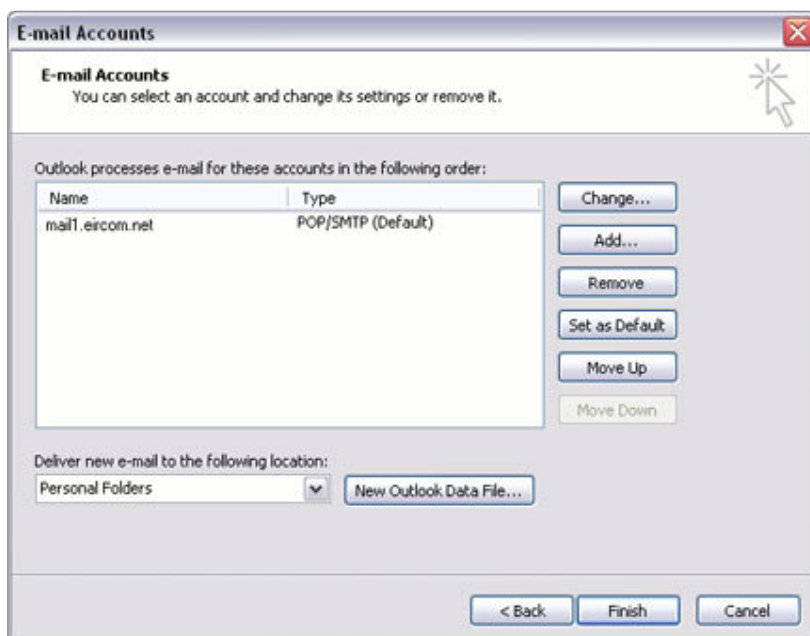 E-mail Accounts
E-mail Accounts
You can select an account and change its settings or remove it.
Outlook processes e-mail for these accounts in the following order:
Name Type
mail1.eircom.net POP/SMTP (Default)
Change...
Add...
Remove
Set as Default
Move Up
Move Down
Deliver new e-mail to the following location:
Personal Folders New Outlook Data File...
< Back Finish Cancel